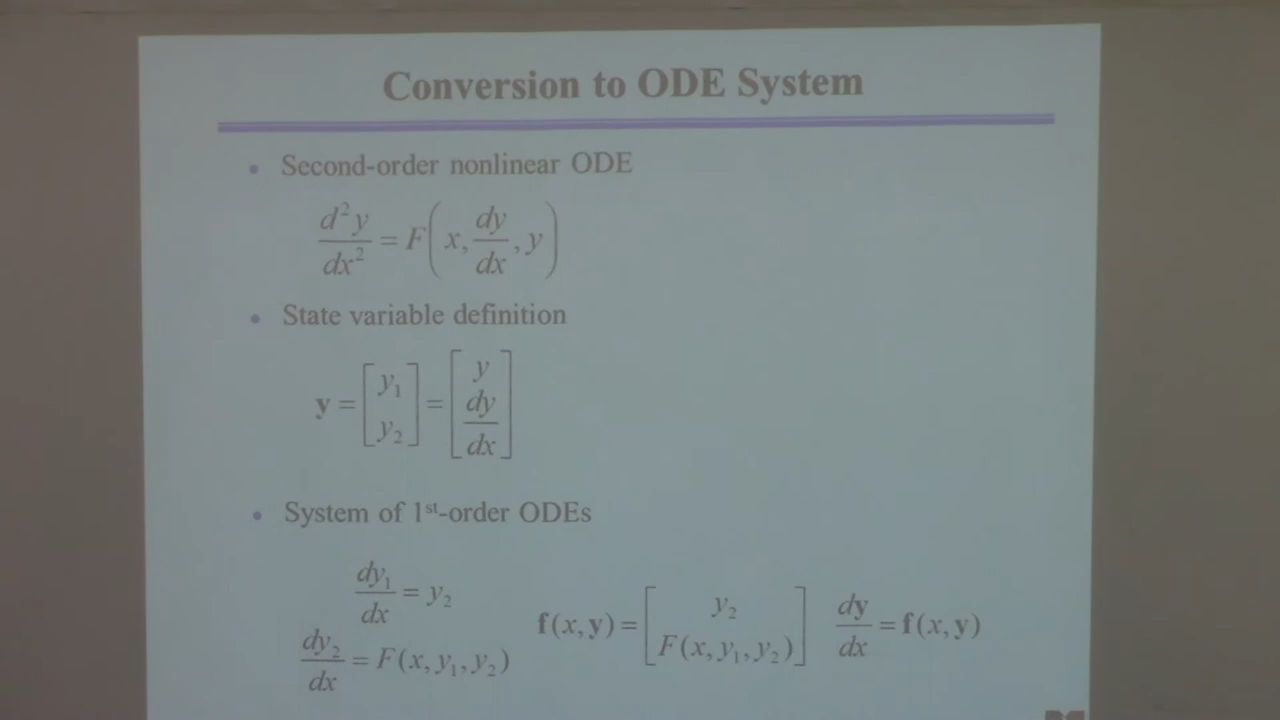 Conversion to ODE System
• Second-order nonlinear ODE
d²y/dx² = F(x, dy/dx, y)
• State variable definition
y = [y₁ y₂] = [y dy/dx]
• System of 1st-order ODEs
dy₁/dx = y₂
dy₂/dx = F(x, y₁, y₂)
f(x, y) = [y₂ F(x, y₁, y₂)]
dy/dx = f(x, y)